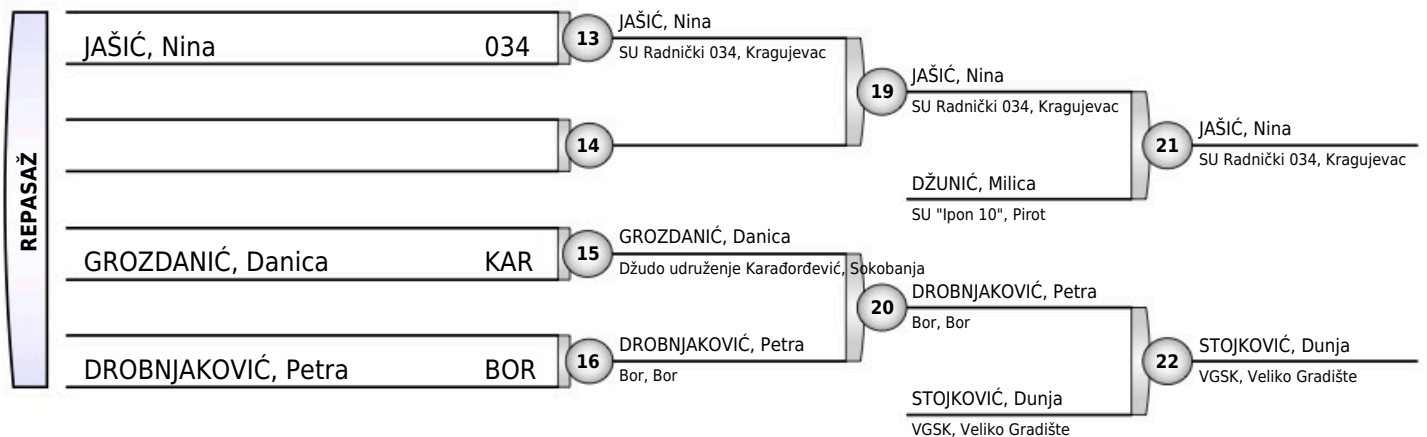 REPASAŽ
JAŠIĆ, Nina 034
13
JAŠIĆ, Nina
SU Radnički 034, Kragujevac
14
19
JAŠIĆ, Nina
SU Radnički 034, Kragujevac
DŽUNIĆ, Milica
SU "Ipon 10", Pirot
21
JAŠIĆ, Nina
SU Radnički 034, Kragujevac
GROZDANIĆ, Danica KAR
15
GROZDANIĆ, Danica
Džudo udruženje Karađorđević, Sokobanja
DROBNJAKOVIĆ, Petra BOR
16
DROBNJAKOVIĆ, Petra
Bor, Bor
20
DROBNJAKOVIĆ, Petra
Bor, Bor
STOJKOVIĆ, Dunja
VGSK, Veliko Gradište
22
STOJKOVIĆ, Dunja
VGSK, Veliko Gradište